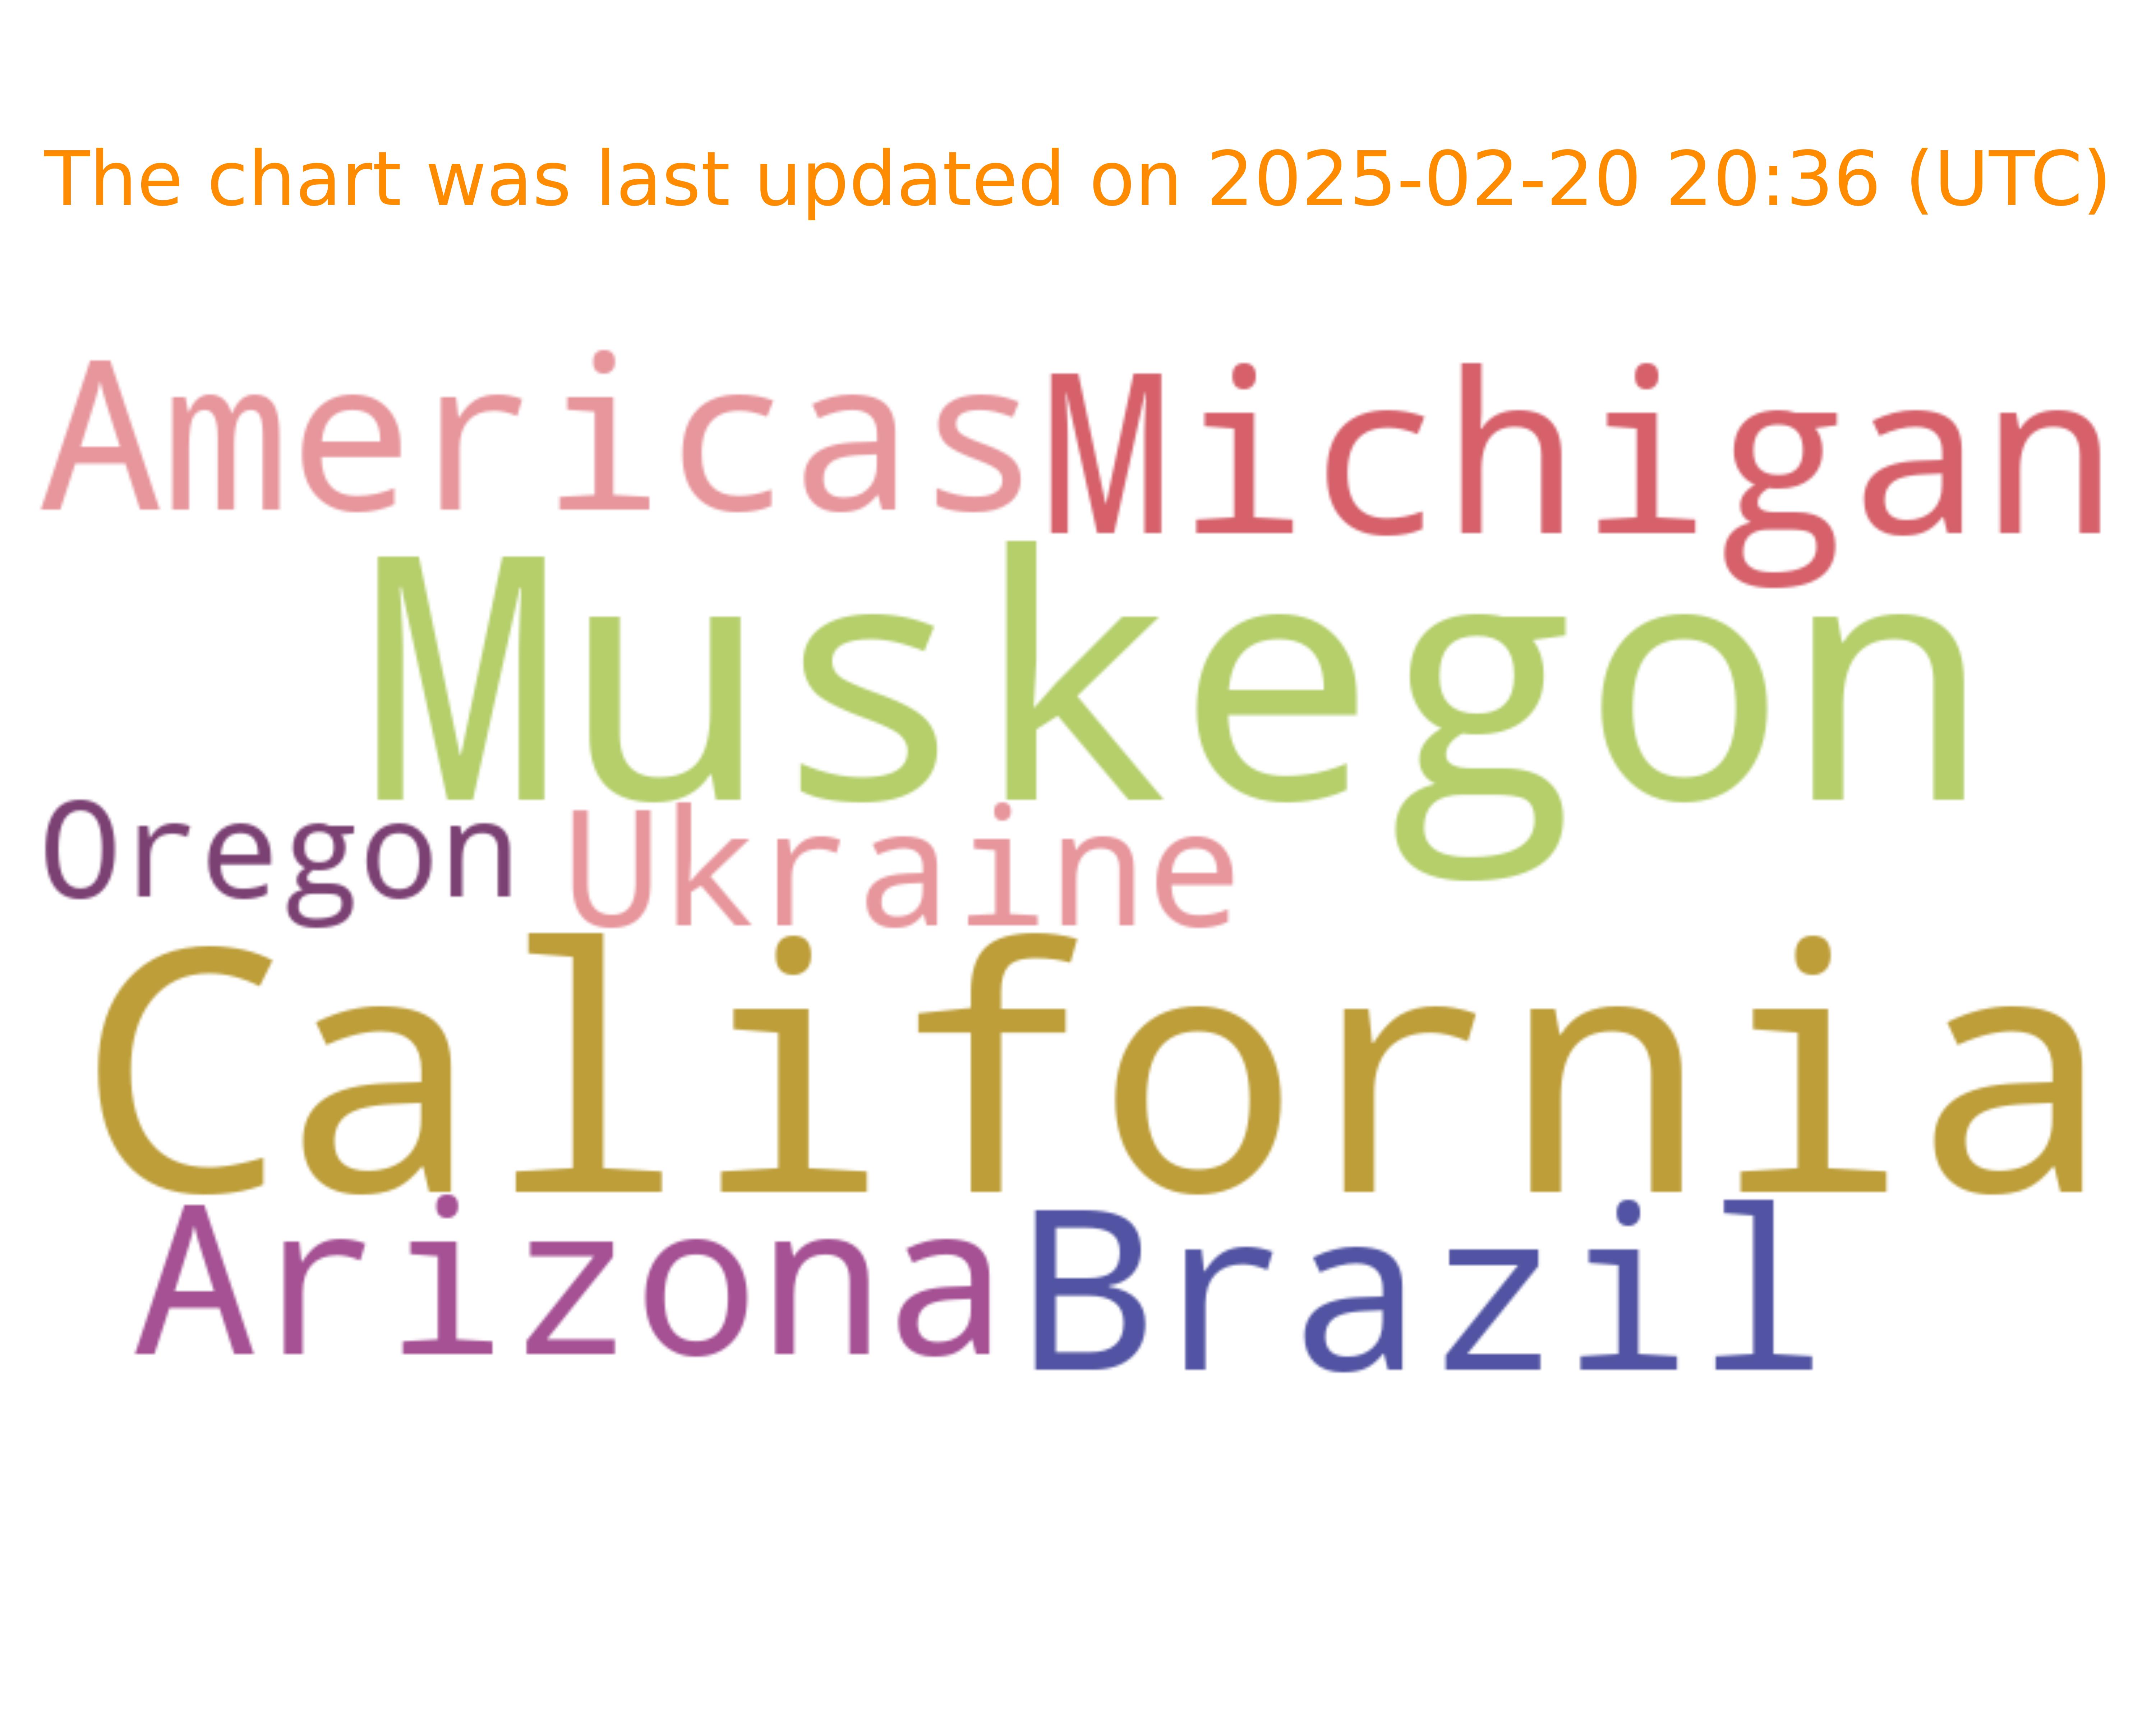 The chart was last updated on 2025-02-20 20:36 (UTC)
Americas Michigan
Muskegon
Oregon Ukraine
California
Arizona Brazil